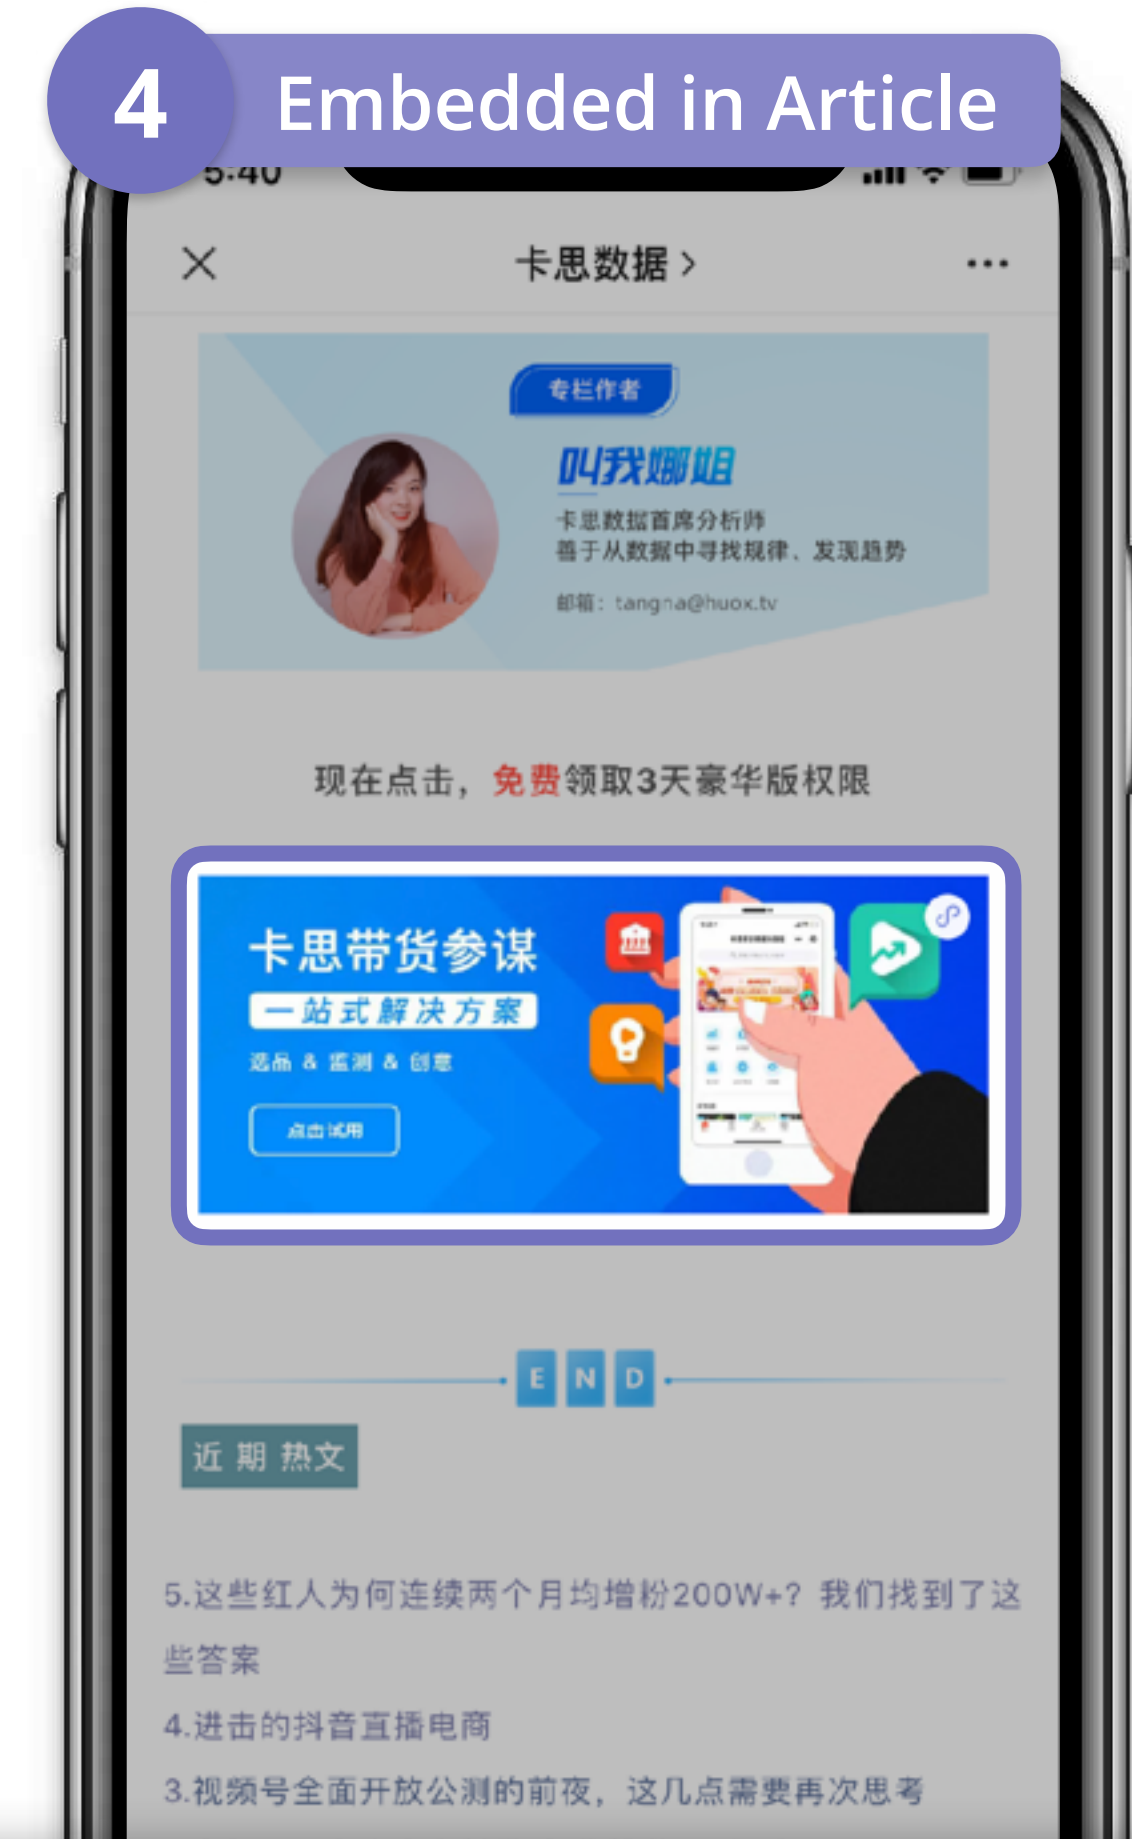 4
Embedded in Article
5:40
卡思数据
专栏作者
叫我娜姐
卡思数据首席分析师
善于从数据中寻找规律、发现趋势
邮箱：tangna@huox.tv
现在点击，免费领取3天豪华版权限
卡思带货参谋
一站式解决方案
选品 & 监测 & 创意
点击试用
END
近期热文
5.这些红人为何连续两个月均增粉200W+？我们找到了这
些答案
4.进击的抖音直播电商
3.视频号全面开放公测的前夜，这几点需要再次思考